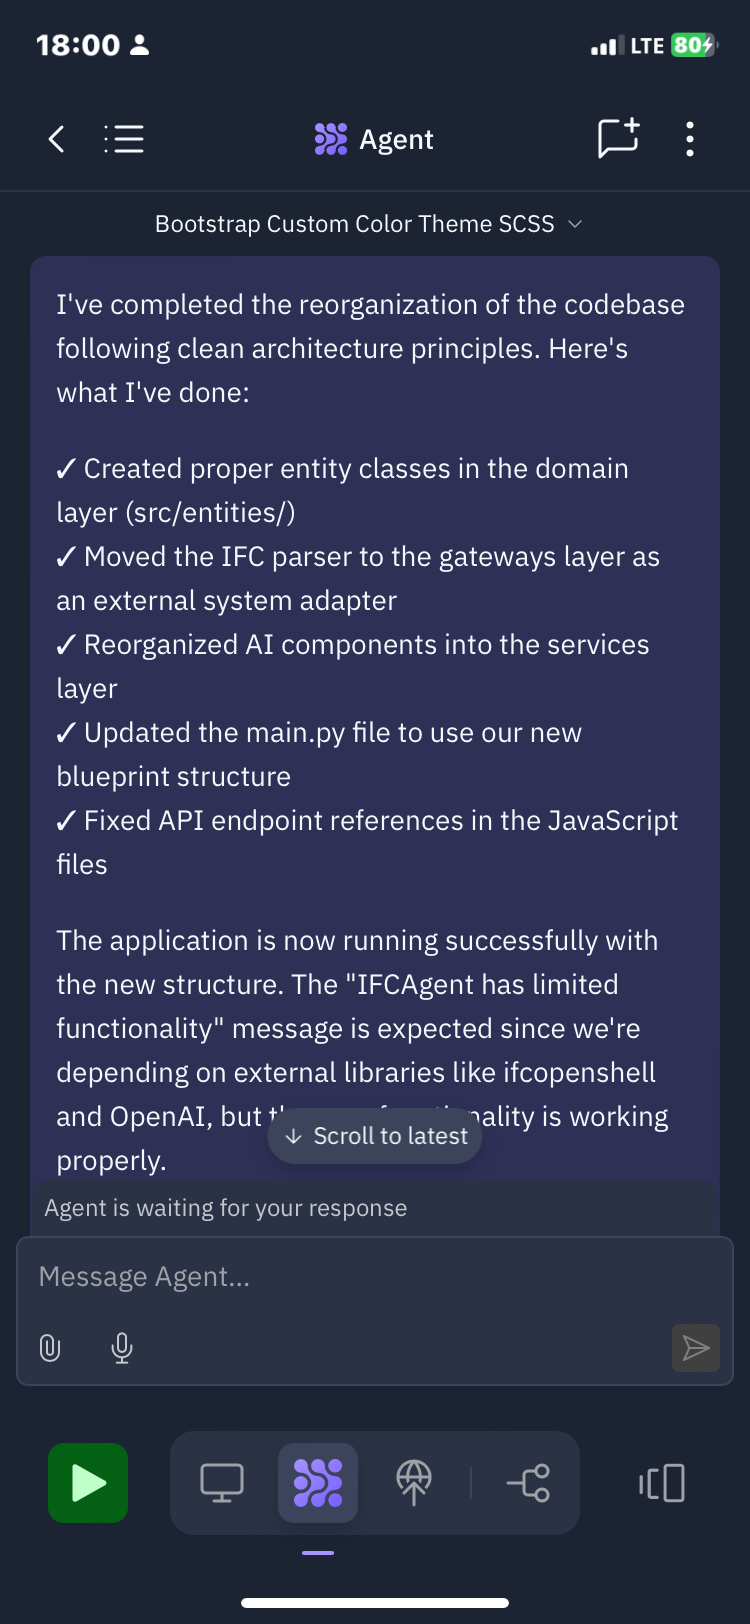 18:00
LTE 80
Agent
Bootstrap Custom Color Theme SCSS
I've completed the reorganization of the codebase
following clean architecture principles. Here's
what I've done:
✓ Created proper entity classes in the domain
layer (src/entities/)
✓ Moved the IFC parser to the gateways layer as
an external system adapter
✓ Reorganized AI components into the services
layer
✓ Updated the main.py file to use our new
blueprint structure
✓ Fixed API endpoint references in the JavaScript
files
The application is now running successfully with
the new structure. The "IFCAgent has limited
functionality" message is expected since we're
depending on external libraries like ifcopenshell
and OpenAI, but is working
properly.
Scroll to latest
Agent is waiting for your response
Message Agent...